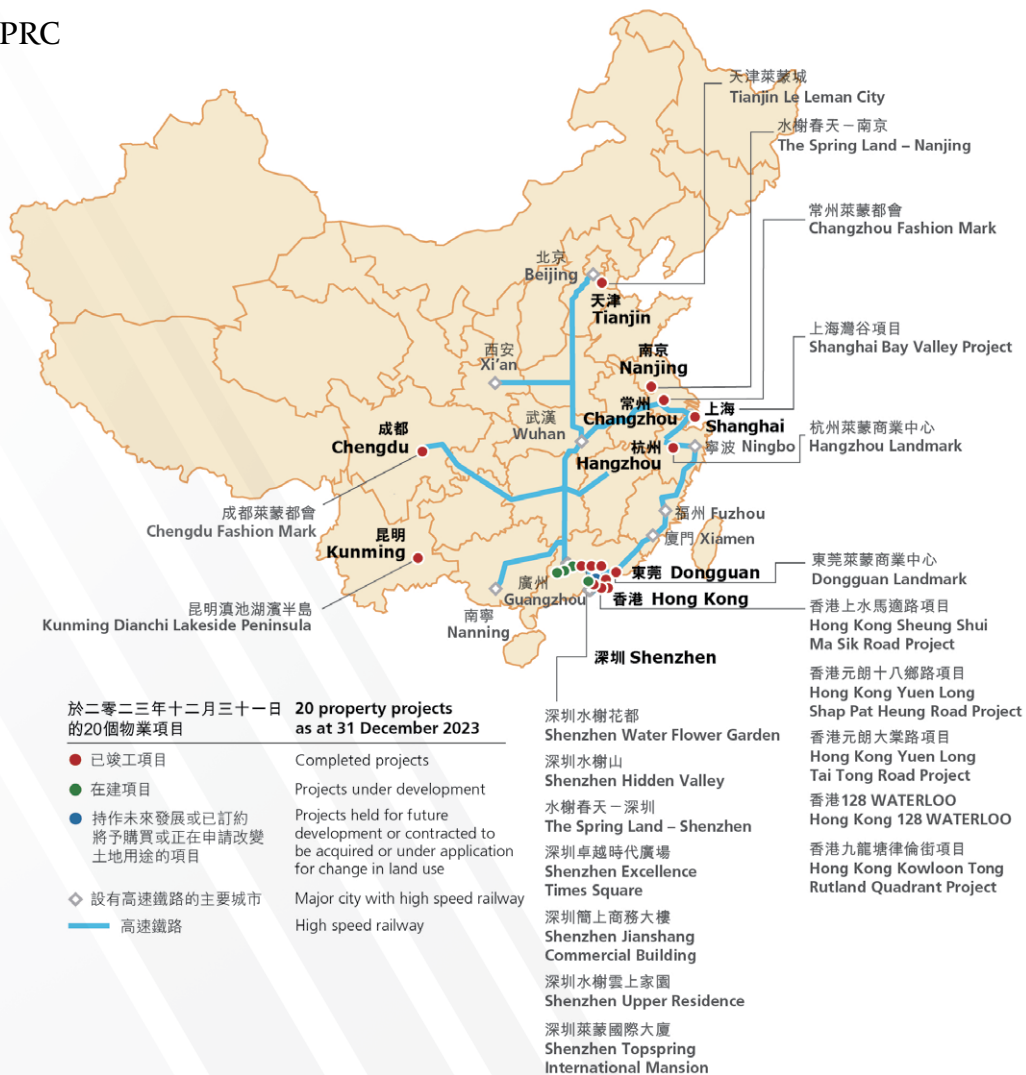 PRC
天津萊蒙城
Tianjin Le Leman City
水榭春天－南京
The Spring Land – Nanjing
常州萊蒙都會
Changzhou Fashion Mark
北京
Beijing
天津
Tianjin
上海灣谷項目
Shanghai Bay Valley Project
西安
Xi'an
南京
Nanjing
常州
Changzhou
上海
Shanghai
武漢
Wuhan
成都
Chengdu
杭州
Hangzhou
寧波 Ningbo
杭州萊蒙商業中心
Hangzhou Landmark
成都萊蒙都會
Chengdu Fashion Mark
福州 Fuzhou
廈門 Xiamen
昆明
Kunming
東莞 Dongguan
東莞萊蒙商業中心
Dongguan Landmark
廣州
Guangzhou
香港 Hong Kong
昆明滇池湖濱半島
Kunming Dianchi Lakeside Peninsula
南寧
Nanning
深圳 Shenzhen
香港上水馬適路項目
Hong Kong Sheung Shui
Ma Sik Road Project
香港元朗十八鄉路項目
Hong Kong Yuen Long
Shap Pat Heung Road Project
香港元朗大棠路項目
Hong Kong Yuen Long
Tai Tong Road Project
香港128 WATERLOO
Hong Kong 128 WATERLOO
香港九龍塘律倫街項目
Hong Kong Kowloon Tong
Rutland Quadrant Project
深圳水榭花都
Shenzhen Water Flower Garden
深圳水榭山
Shenzhen Hidden Valley
水榭春天－深圳
The Spring Land – Shenzhen
深圳卓越時代廣場
Shenzhen Excellence
Times Square
深圳簡上商務大樓
Shenzhen Jianshang
Commercial Building
深圳水榭雲上家園
Shenzhen Upper Residence
深圳萊蒙國際大廈
Shenzhen Topspring
International Mansion
於二零二三年十二月三十一日
的20個物業項目
20 property projects
as at 31 December 2023
已竣工項目
Completed projects
在建項目
Projects under development
持作未來發展或已訂約
將予購買或正在申請改變
土地用途的項目
Projects held for future
development or contracted to
be acquired or under application
for change in land use
設有高速鐵路的主要城市
Major city with high speed railway
高速鐵路
High speed railway